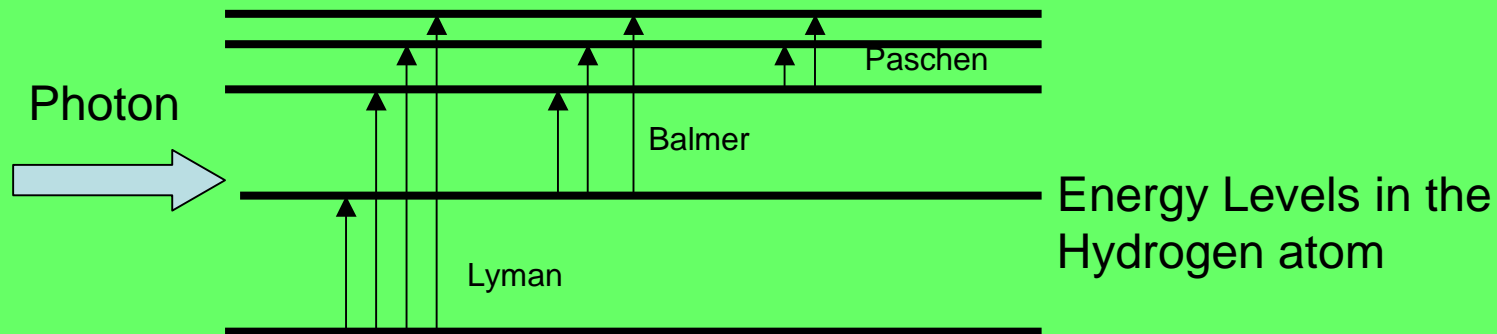 Paschen
Photon
Balmer
Energy Levels in the
Hydrogen atom
Lyman